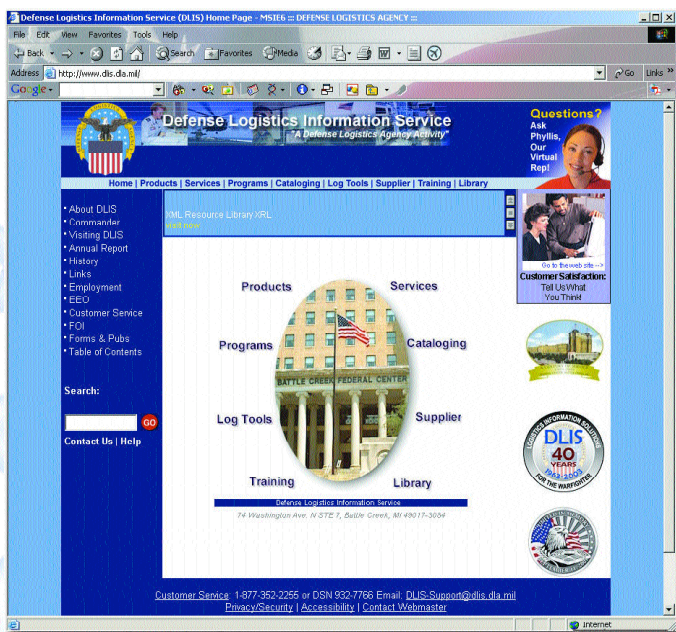 Defense Logistics Information Service (DLIS) Home Page - MSIE6 ::: DEFENSE LOGISTICS AGENCY :::
File Edit View Favorites Tools Help
Back Search Favorites Media
Address http://www.dlis.dla.mil/ Go Links »
Google
Defense Logistics Information Service
"A Defense Logistics Agency Activity"
Questions?
Ask
Phyllis,
Our
Virtual
Rep!
Home | Products | Services | Programs | Cataloging | Log Tools | Supplier | Training | Library
• About DLIS
• Commander
• Visiting DLIS
• Annual Report
• History
• Links
• Employment
• EEO
• Customer Service
• FOI
• Forms & Pubs
• Table of Contents
Search:
GO
Contact Us | Help
XML Resource Library XRL
visit now
Go to the web site -->
Customer Satisfaction:
Tell Us What
You Think!
Products Services
Programs Cataloging
BATTLE CREEK FEDERAL CENTER
Log Tools Supplier
Training Library
Defense Logistics Information Service
74 Washington Ave. N STE 7, Battle Creek, MI 49017-3084
LOGISTICS INFORMATION SOLUTIONS
DLIS
40
YEARS
1962-2003
FOR THE WARFIGHTER
Customer Service: 1-877-352-2255 or DSN 932-7766 Email: DLIS-Support@dlis.dla.mil
Privacy/Security | Accessibility | Contact Webmaster
Internet